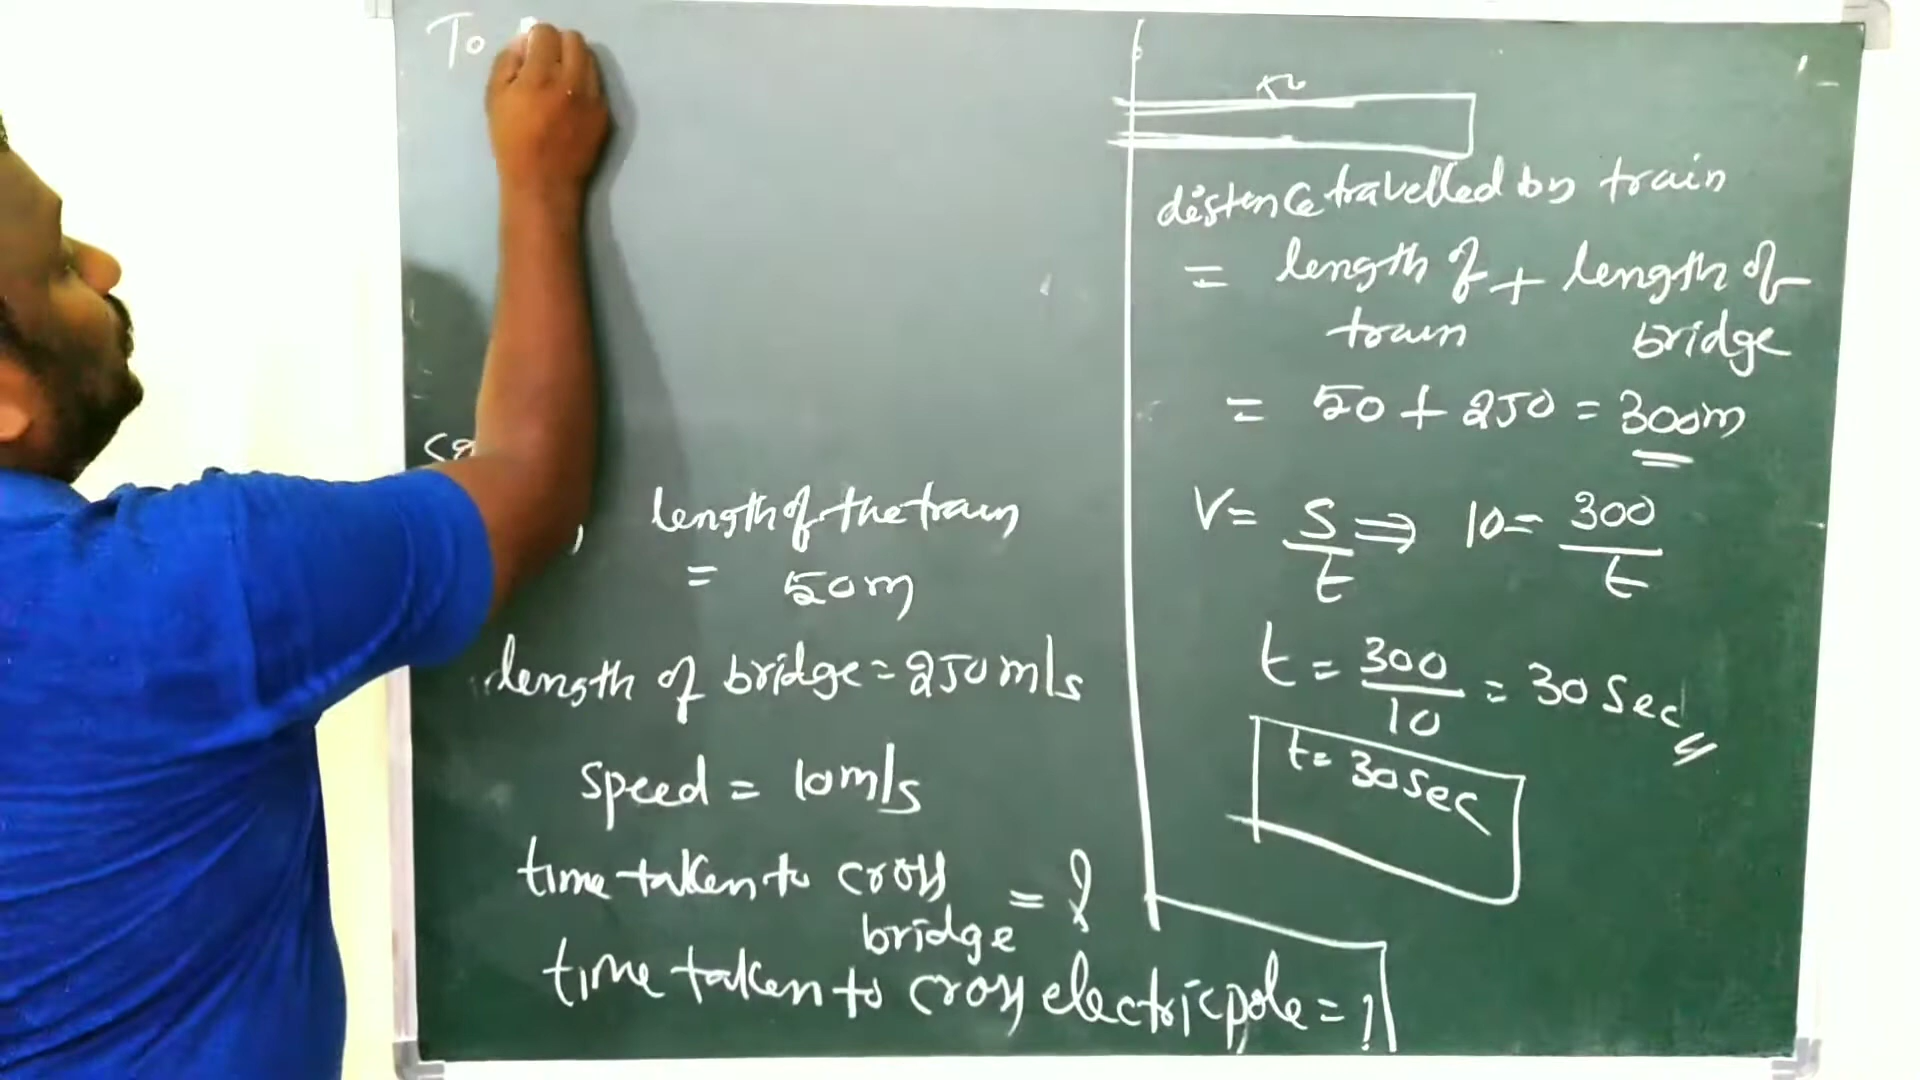 To
length of the train
= 50m
length of bridge = 250m/s
speed = 10m/s
time taken to cross
bridge = ?
time taken to cross electric pole = ?
50
distance travelled by train
= length of + length of
train bridge
= 50 + 250 = 300m
V = S/t ⇒ 10 = 300/t
t = 300/10 = 30 Sec
t = 30 Sec